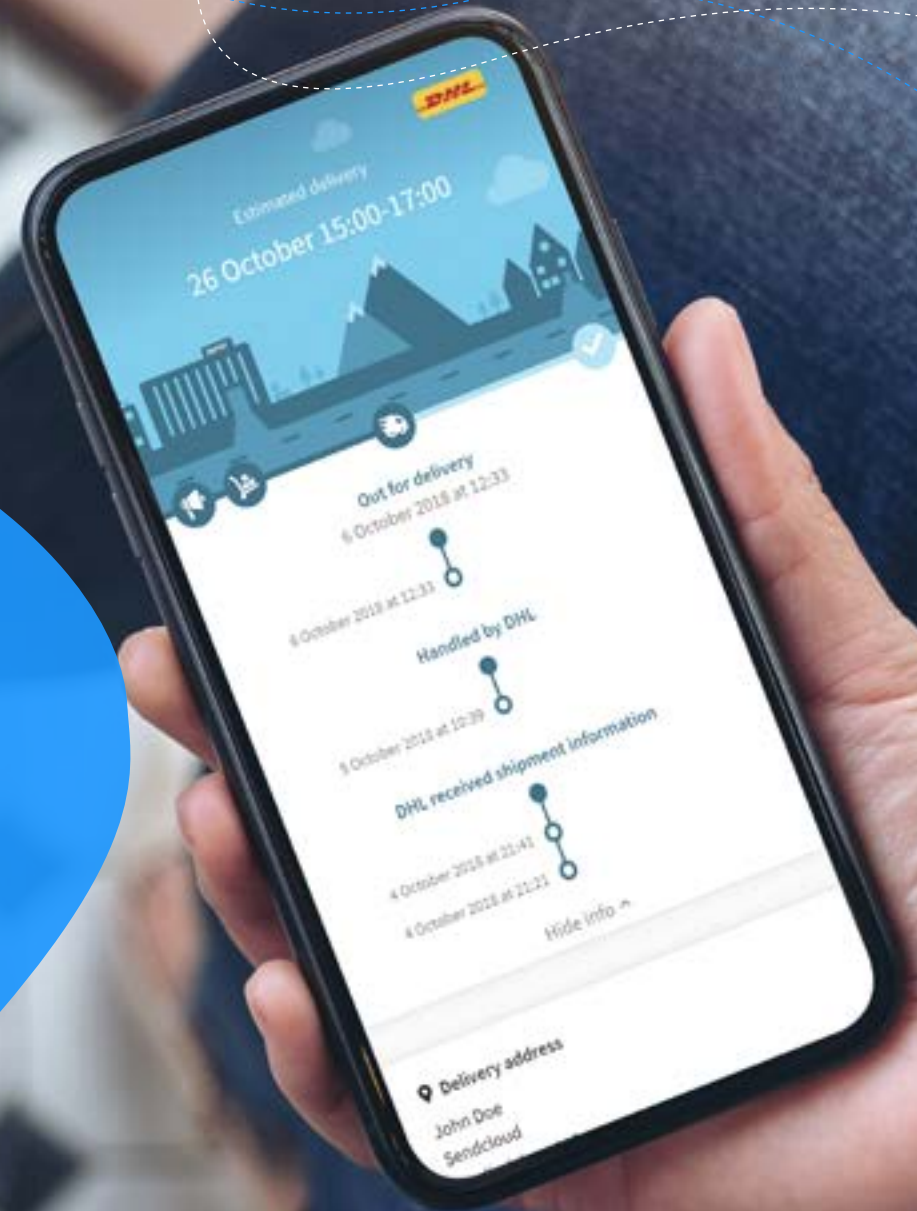 DHL
Estimated delivery
26 October 15:00-17:00
Out for delivery
6 October 2018 at 12:33
6 October 2018 at 12:33
Handled by DHL
5 October 2018 at 10:39
DHL received shipment information
4 October 2018 at 21:41
4 October 2018 at 21:21
Hide info
Delivery address
John Doe
Sendcloud